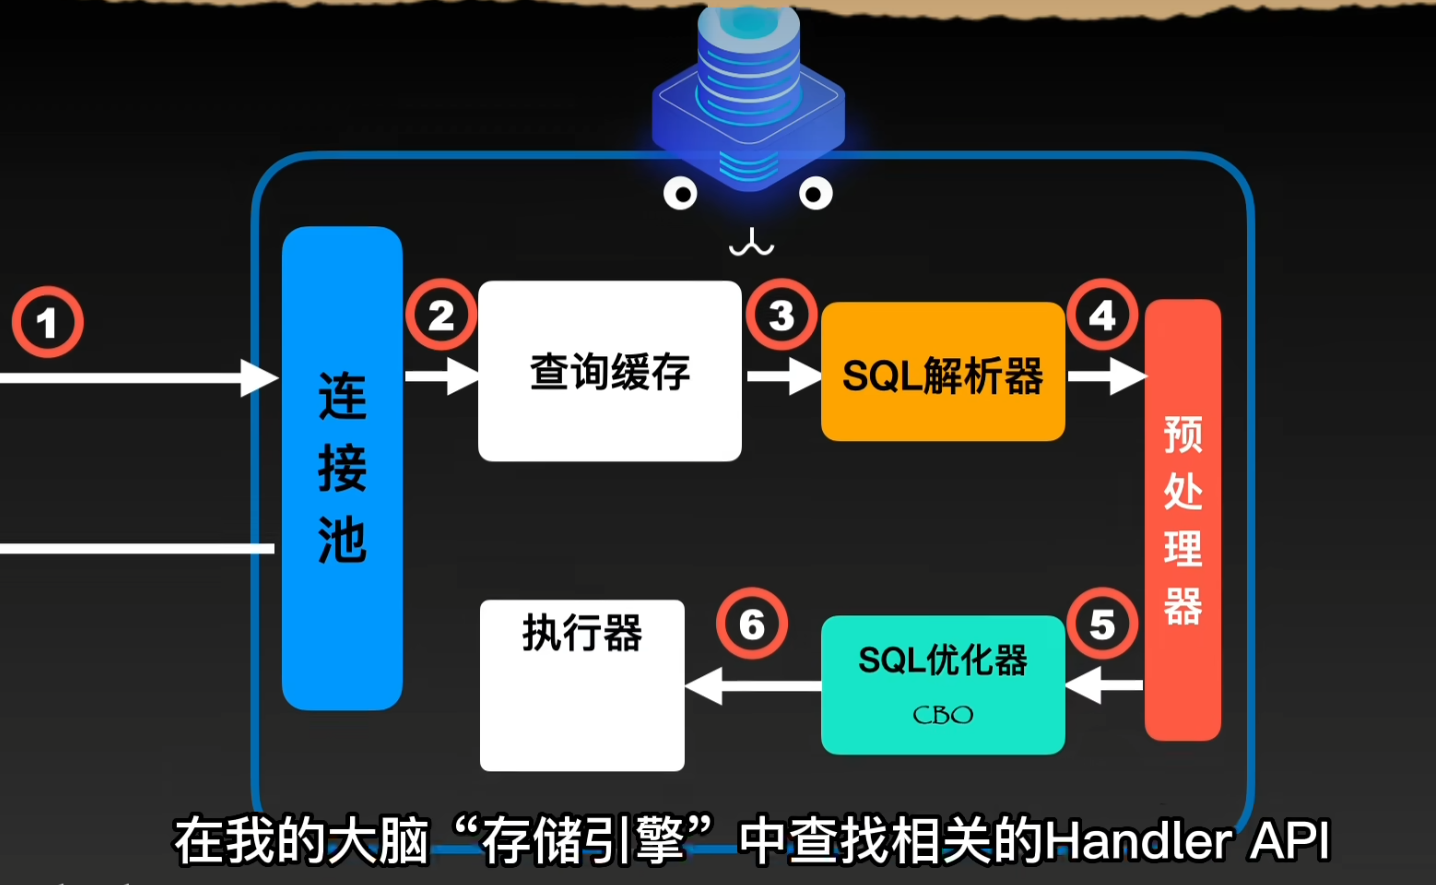 ①
连接池
②
查询缓存
③
SQL解析器
④
预处理器
⑤
SQL优化器
CBO
⑥
执行器
在我的大脑“存储引擎”中查找相关的Handler API